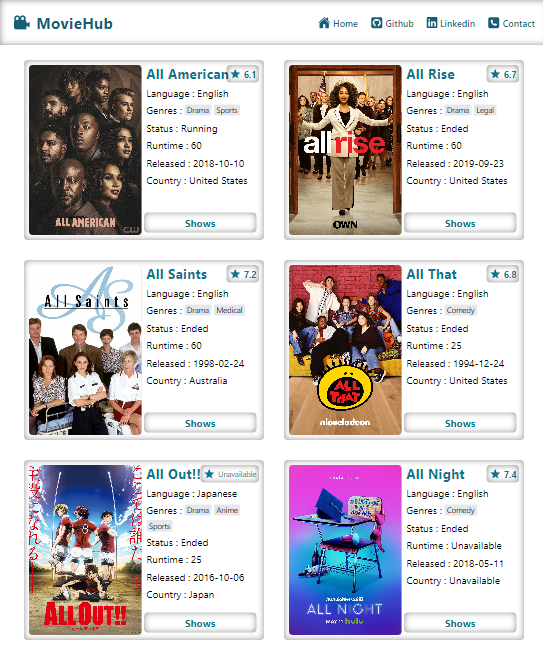 MovieHub
Home Github Linkedin Contact
ALL AMERICAN
CW
All American 6.1
Language : English
Genres : Drama Sports
Status : Running
Runtime : 60
Released : 2018-10-10
Country : United States
Shows
all rise
OWN
All Rise 6.7
Language : English
Genres : Drama Legal
Status : Ended
Runtime : 60
Released : 2019-09-23
Country : United States
Shows
All Saints
All Saints 7.2
Language : English
Genres : Drama Medical
Status : Ended
Runtime : 60
Released : 1998-02-24
Country : Australia
Shows
ALL THAT
nickelodeon
All That 6.8
Language : English
Genres : Comedy
Status : Ended
Runtime : 25
Released : 1994-12-24
Country : United States
Shows
ALL OUT!!
All Out!! Unavailable
Language : Japanese
Genres : Drama Anime
Sports
Status : Ended
Runtime : 25
Released : 2016-10-06
Country : Japan
Shows
ALL NIGHT
MAY 11 hulu
All Night 7.4
Language : English
Genres : Comedy
Status : Ended
Runtime : Unavailable
Released : 2018-05-11
Country : Unavailable
Shows